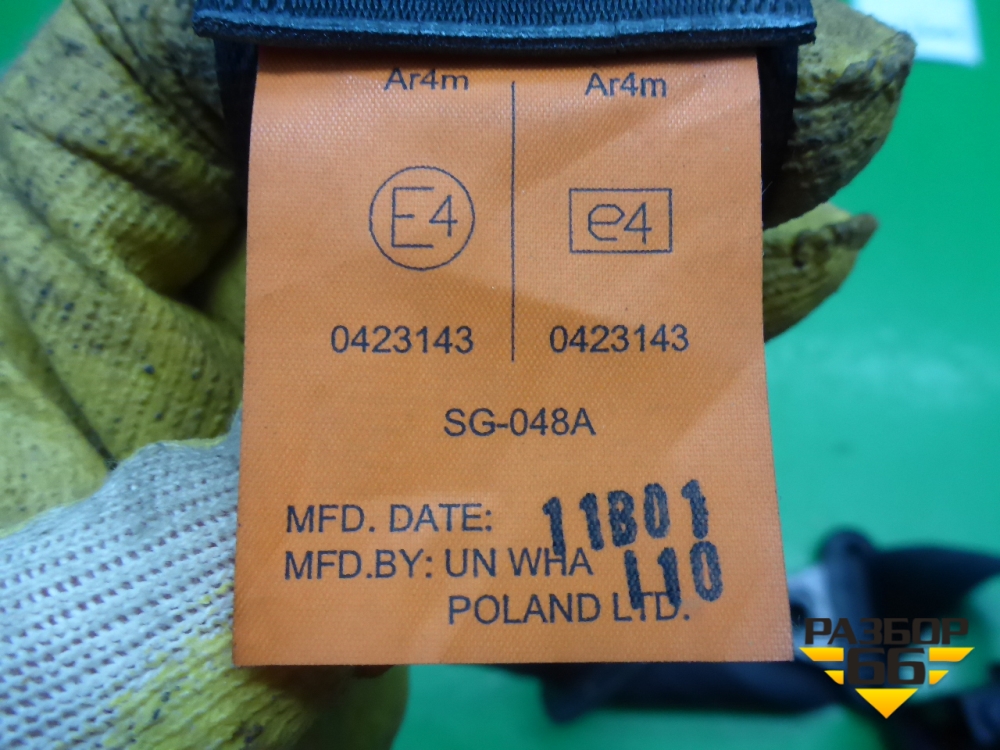 Ar4m Ar4m
E4 e4
0423143 0423143
SG-048A
MFD. DATE: 11B01
MFD.BY: UN WHA L10
POLAND LTD.
РАЗБОР
66